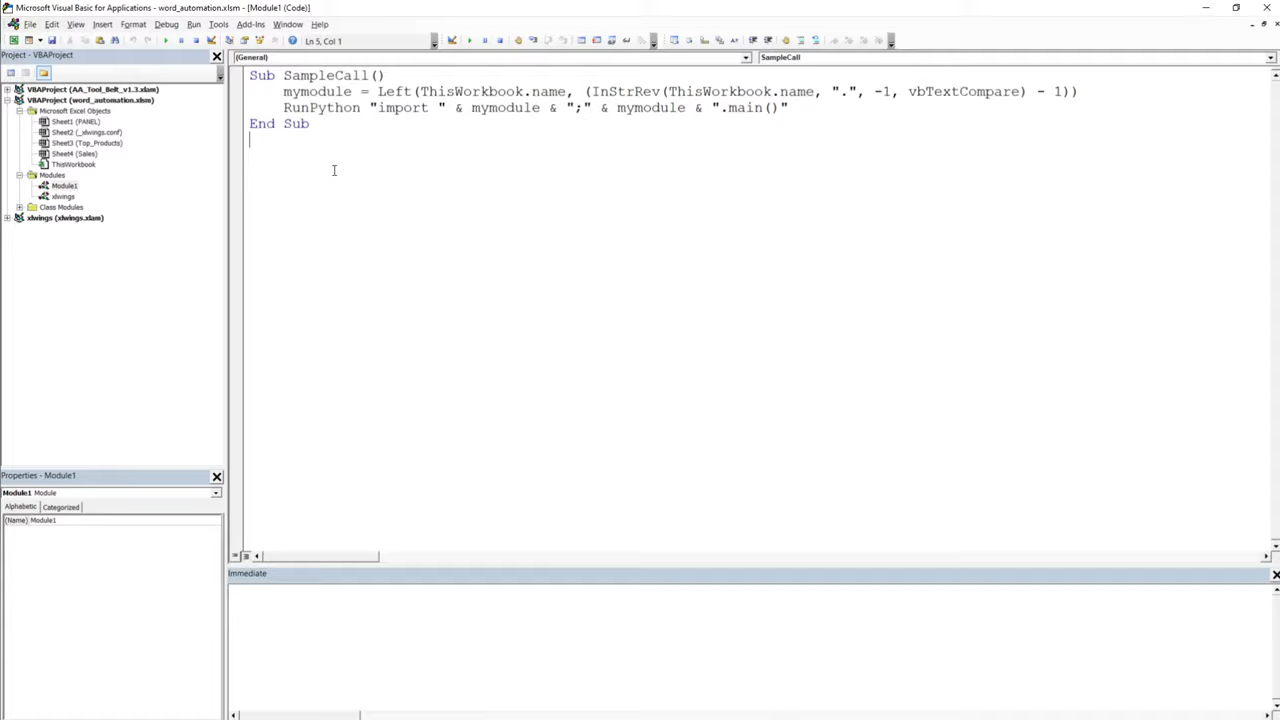 Microsoft Visual Basic for Applications - word_automation.xlsm - [Module1 (Code)]
File Edit View Insert Format Debug Run Tools Add-Ins Window Help
Ln 5, Col 1
Project - VBAProject
(General)
SampleCall
VBAProject (AA_Tool_Belt_v1.3.xlam)
VBAProject (word_automation.xlsm)
Microsoft Excel Objects
Sheet1 (PANEL)
Sheet2 (_xlwings.conf)
Sheet3 (Top_Products)
Sheet4 (Sales)
ThisWorkbook
Modules
Module1
xlwings
Class Modules
xlwings (xlwings.xlam)
Sub SampleCall()
mymodule = Left(ThisWorkbook.name, (InStrRev(ThisWorkbook.name, ".", -1, vbTextCompare) - 1))
RunPython "import " & mymodule & ";" & mymodule & ".main()"
End Sub
Properties - Module1
Module1 Module
Alphabetic Categorized
(Name) Module1
Immediate